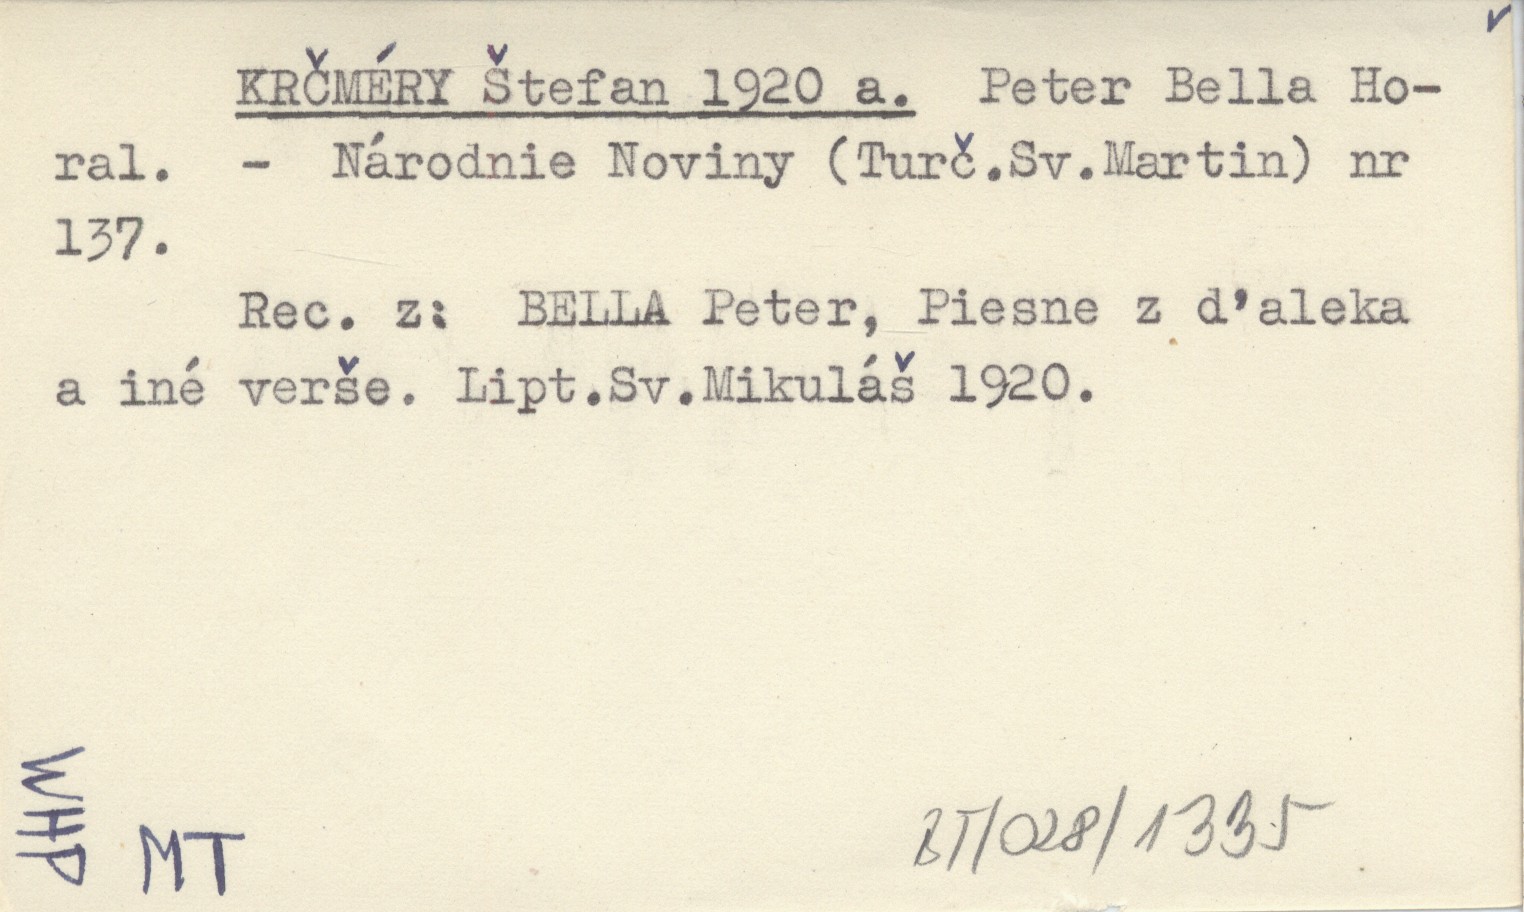 KRČMÉRY Štefan 1920 a. Peter Bella Ho-
ral. - Národnie Noviny (Turč.Sv.Martin) nr
137.
Rec. z: BELLA Peter, Piesne z d'aleka
a iné verše. Lipt.Sv.Mikuláš 1920.
WHP
MT
BT/028/1335